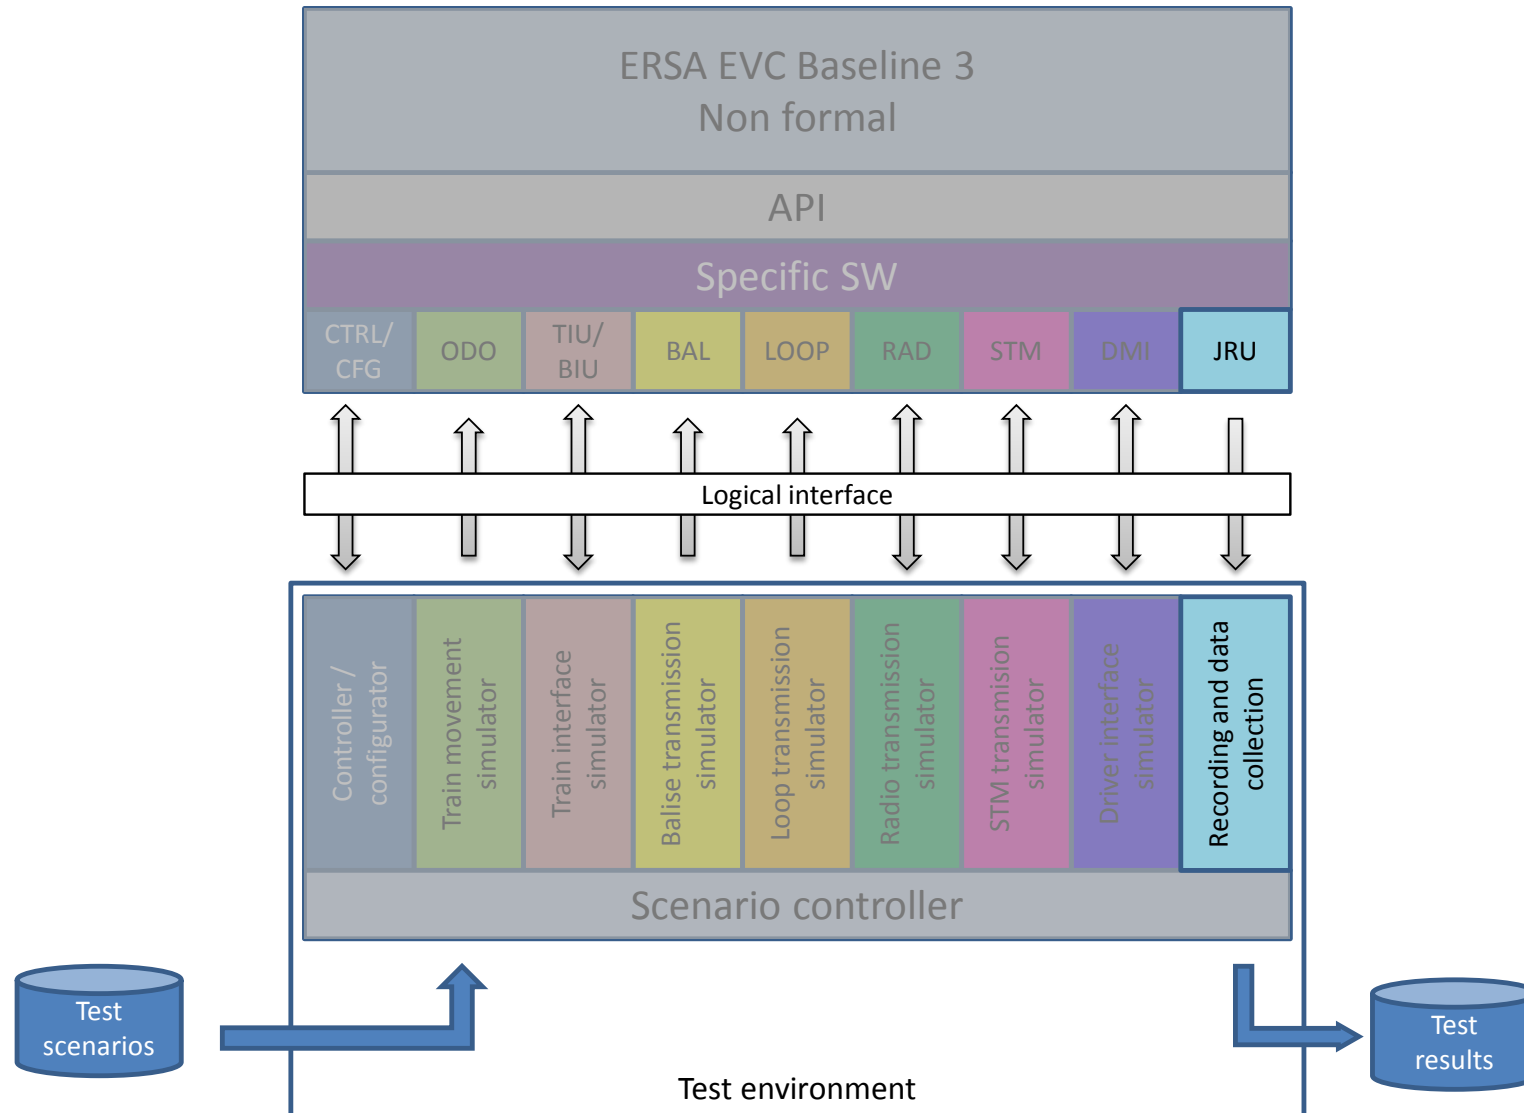 ERSA EVC Baseline 3
Non formal
API
Specific SW
CTRL/
CFG
ODO
TIU/
BIU
BAL
LOOP
RAD
STM
DMI
JRU
Logical interface
Controller /
configurator
Train movement
simulator
Train interface
simulator
Balise transmission
simulator
Loop transmission
simulator
Radio transmission
simulator
STM transmision
simulator
Driver interface
simulator
Recording and data
collection
Scenario controller
Test
scenarios
Test
results
Test environment